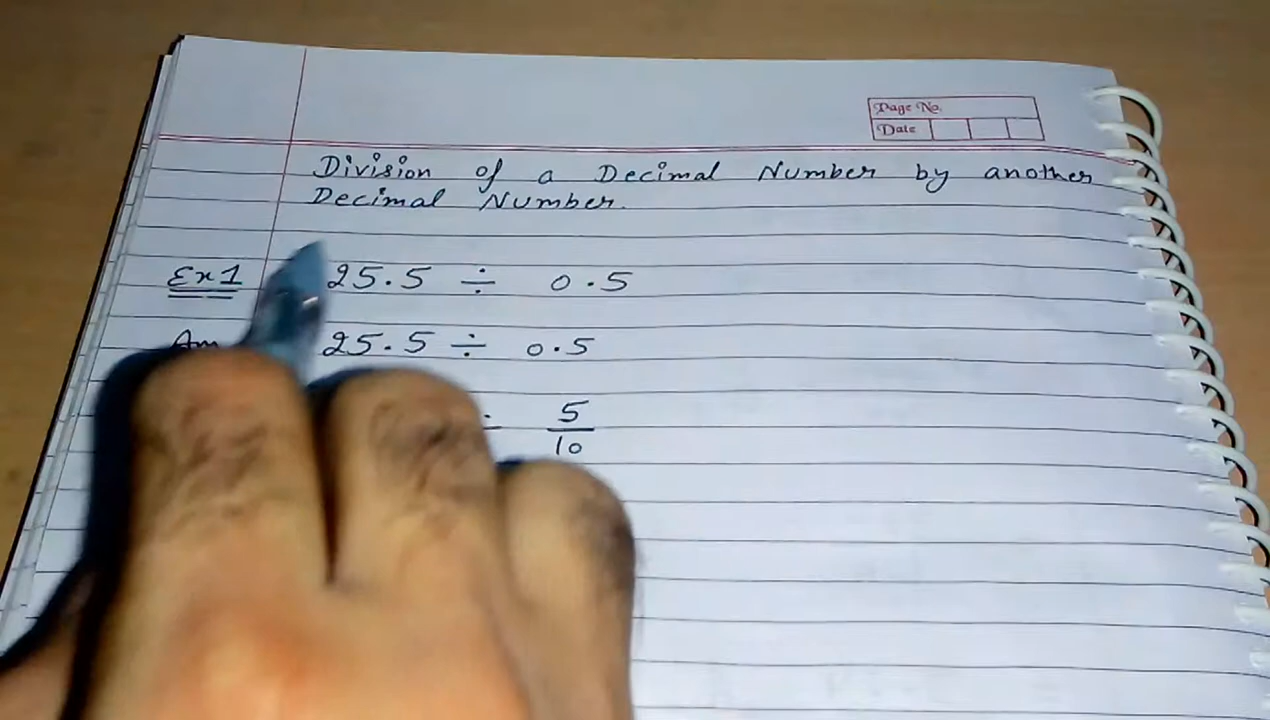 Page No.
Date
Division of a Decimal Number by another
Decimal Number.
Ex 1 25.5 ÷ 0.5
Ans 25.5 ÷ 0.5
÷ 5/10